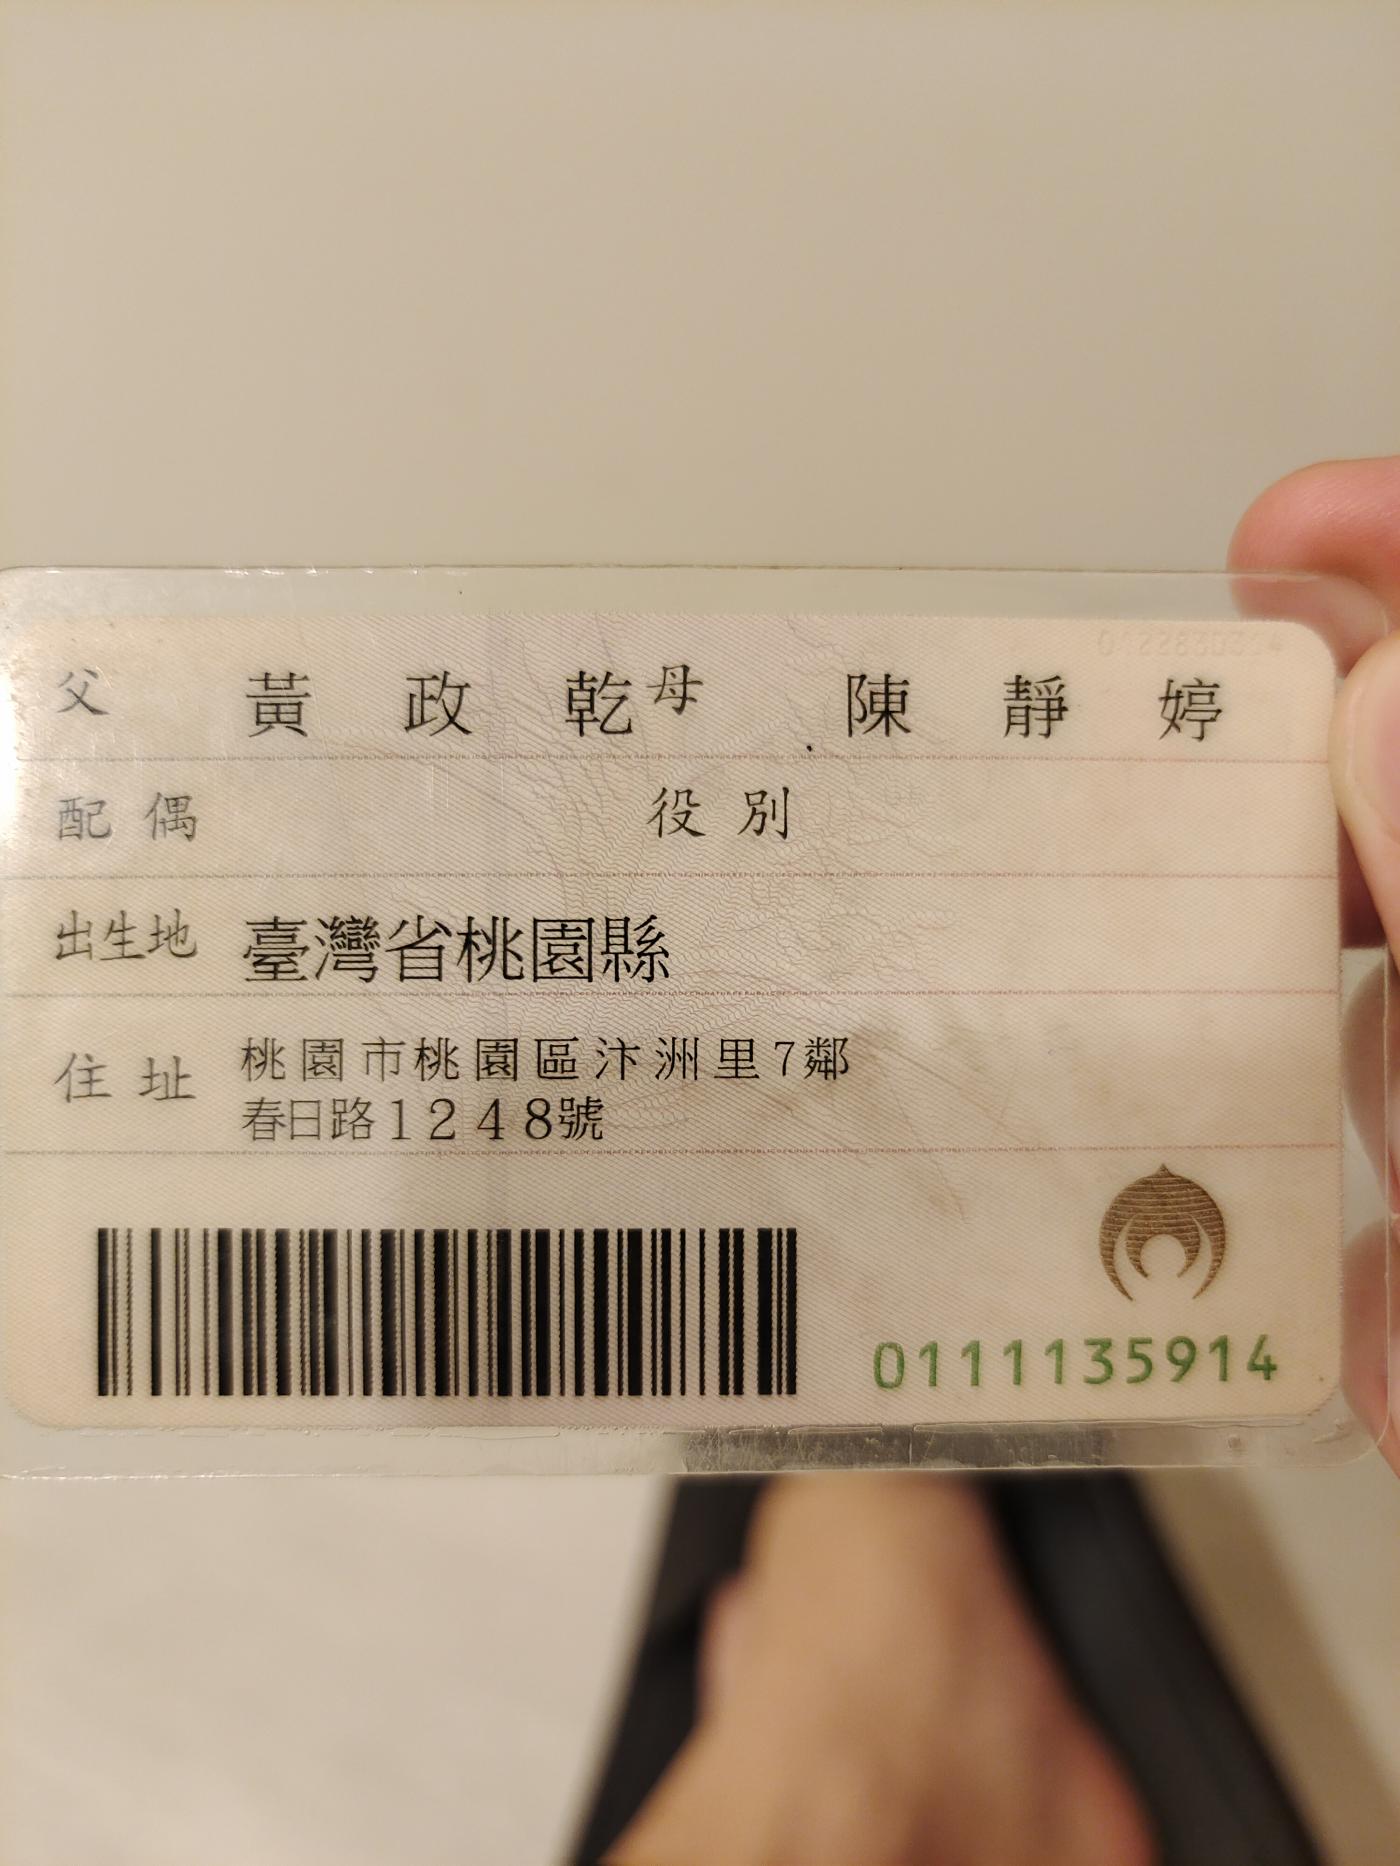 父 黃政乾 母 陳靜婷
配偶 役別
出生地 臺灣省桃園縣
住址 桃園市桃園區汴洲里7鄰
春日路1248號
0111135914